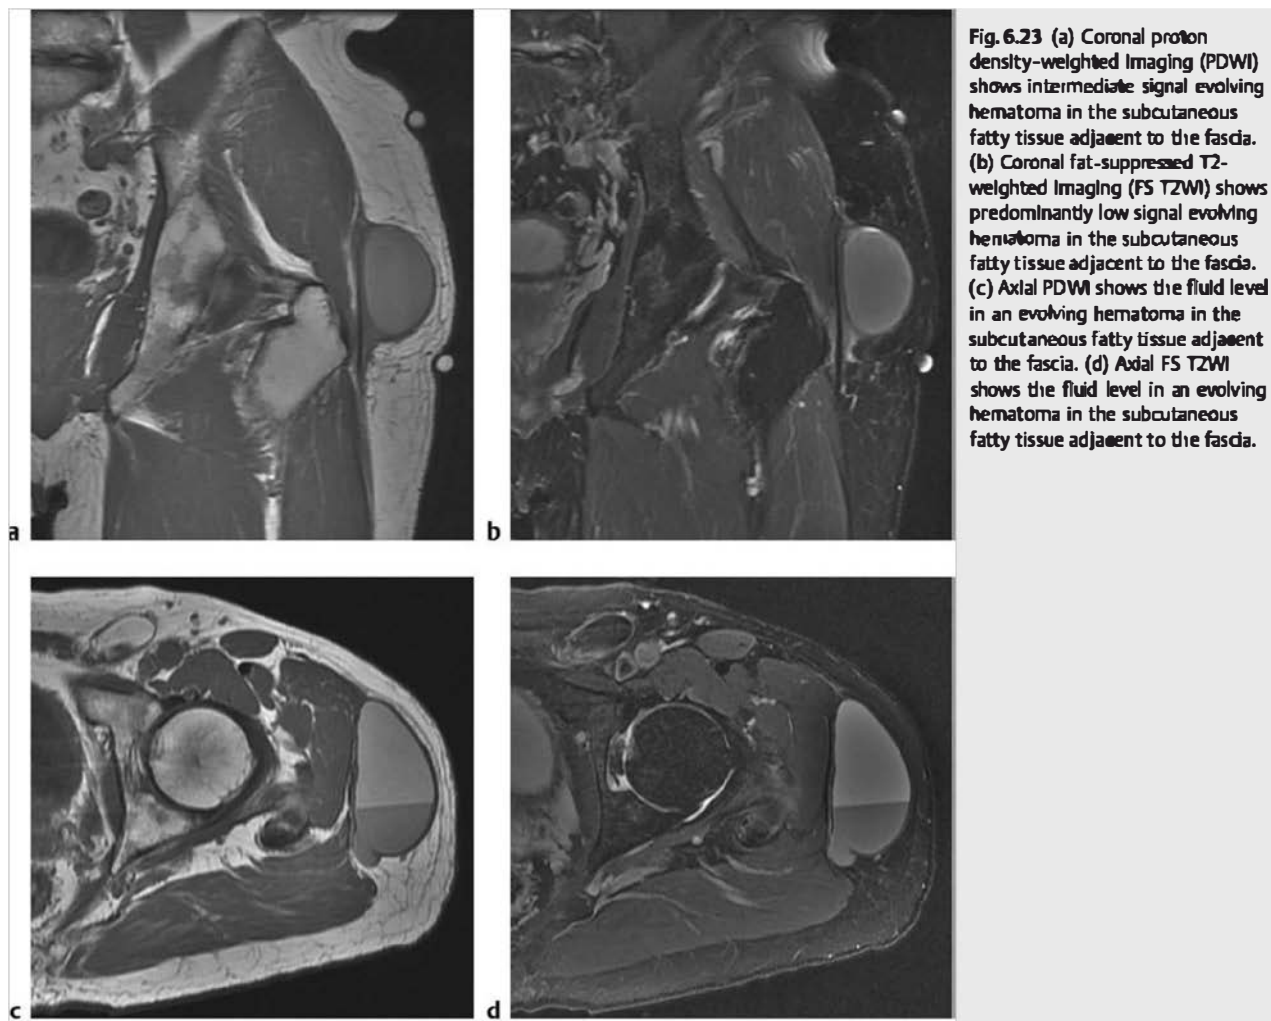 Fig. 6.23 (a) Coronal proton
density-weighted Imaging (PDWI)
shows intermediate signal evolving
hematoma in the subcutaneous
fatty tissue adjacent to the fascia.
(b) Coronal fat-suppressed T2-
weighted Imaging (FS T2WI) shows
predominantly low signal evolving
hematoma in the subcutaneous
fatty tissue adjacent to the fascia.
(c) Axial PDWI shows the fluid level
in an evolving hematoma in the
subcutaneous fatty tissue adjacent
to the fascia. (d) Axial FS T2WI
shows the fluid level in an evolving
hematoma in the subcutaneous
fatty tissue adjacent to the fascia.
a
b
c
d